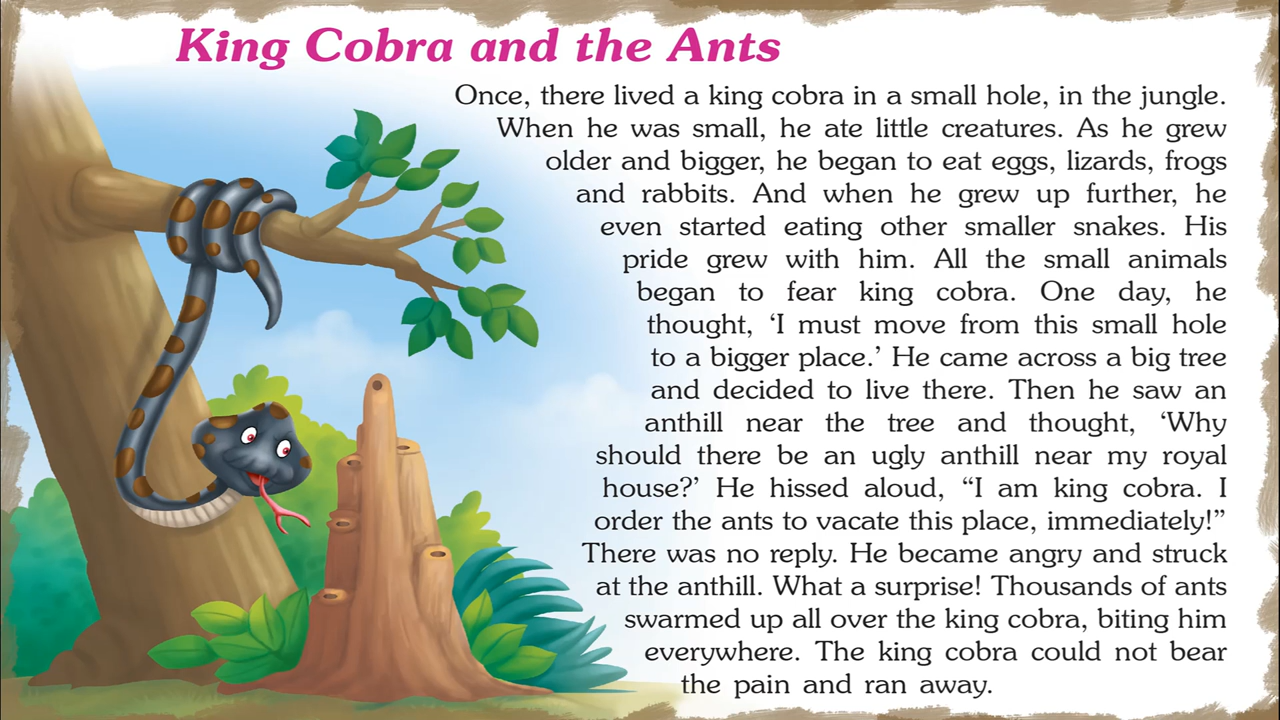 King Cobra and the Ants
Once, there lived a king cobra in a small hole, in the jungle.
When he was small, he ate little creatures. As he grew
older and bigger, he began to eat eggs, lizards, frogs
and rabbits. And when he grew up further, he
even started eating other smaller snakes. His
pride grew with him. All the small animals
began to fear king cobra. One day, he
thought, ‘I must move from this small hole
to a bigger place.’ He came across a big tree
and decided to live there. Then he saw an
anthill near the tree and thought, ‘Why
should there be an ugly anthill near my royal
house?’ He hissed aloud, “I am king cobra. I
order the ants to vacate this place, immediately!”
There was no reply. He became angry and struck
at the anthill. What a surprise! Thousands of ants
swarmed up all over the king cobra, biting him
everywhere. The king cobra could not bear
the pain and ran away.